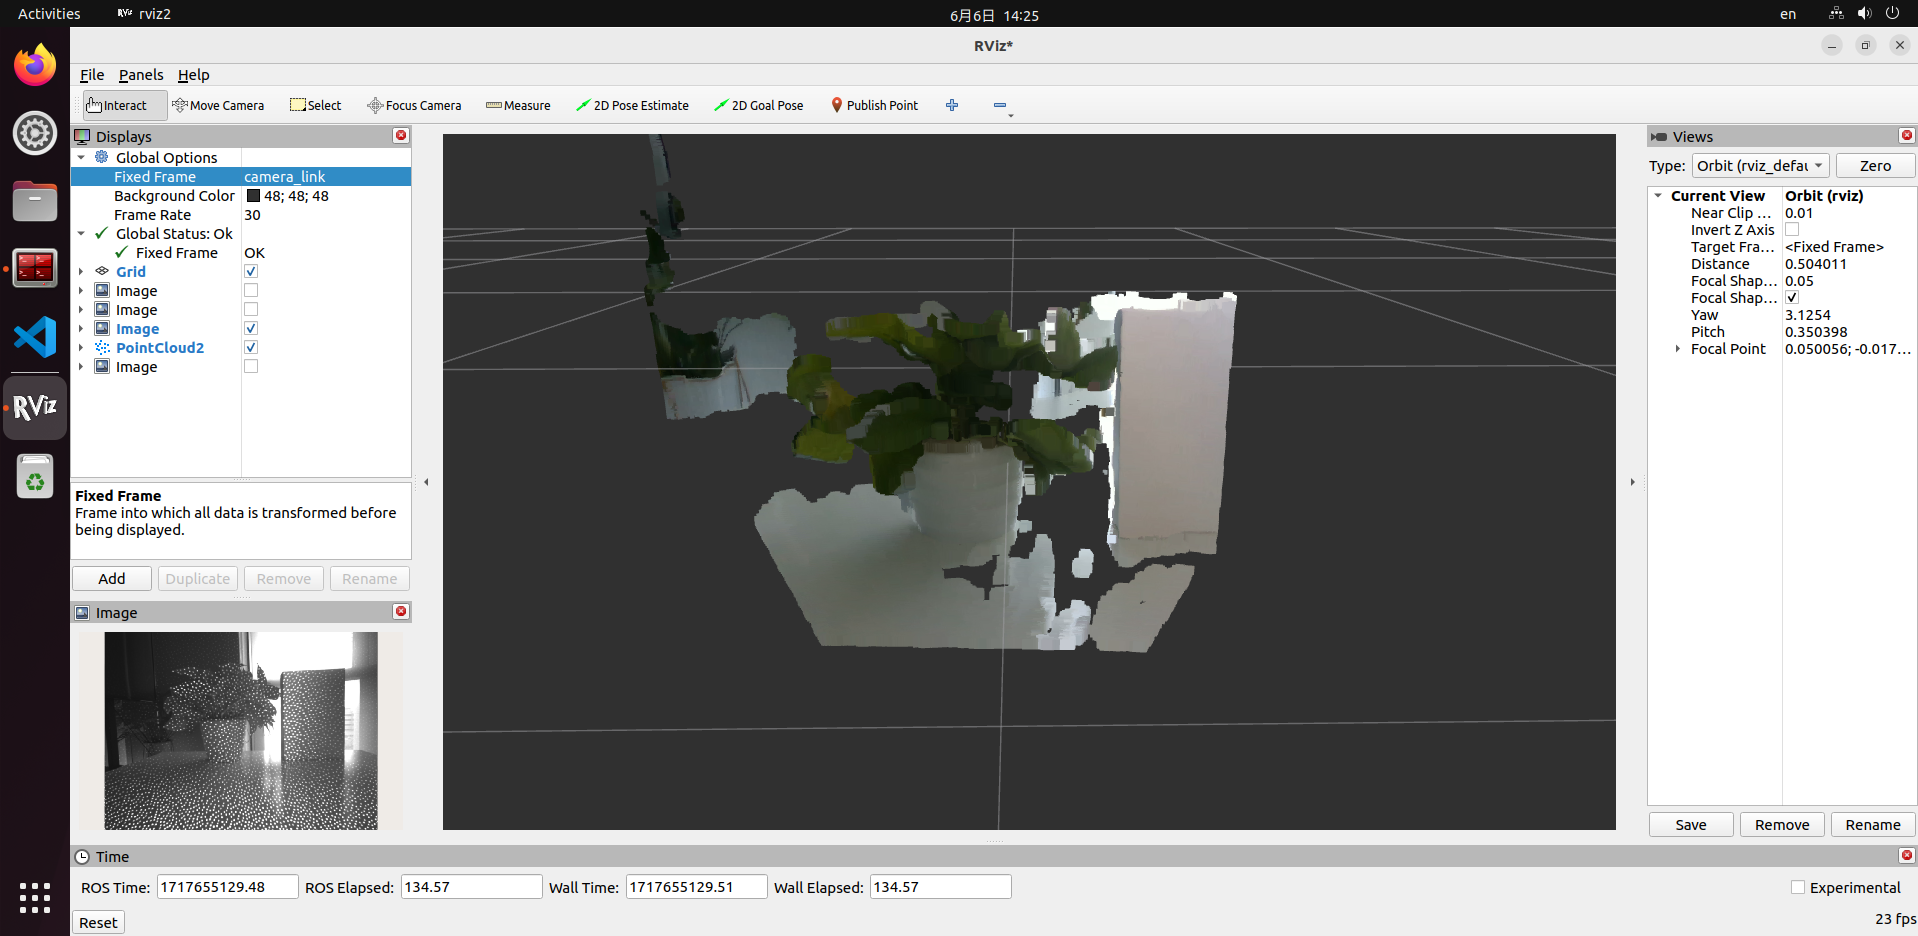 Activities
RViz rviz2
6月6日 14:25
en
RViz*
File Panels Help
Interact Move Camera Select Focus Camera Measure 2D Pose Estimate 2D Goal Pose Publish Point
Displays
Global Options
Fixed Frame camera_link
Background Color 48; 48; 48
Frame Rate 30
Global Status: Ok
Fixed Frame OK
Grid
Image
Image
Image
PointCloud2
Image
Fixed Frame
Frame into which all data is transformed before
being displayed.
Add Duplicate Remove Rename
Image
Views
Type: Orbit (rviz_defau Zero
Current View Orbit (rviz)
Near Clip ... 0.01
Invert Z Axis
Target Fra... <Fixed Frame>
Distance 0.504011
Focal Shap... 0.05
Focal Shap...
Yaw 3.1254
Pitch 0.350398
Focal Point 0.050056; -0.017...
Save Remove Rename
Time
ROS Time: 1717655129.48 ROS Elapsed: 134.57 Wall Time: 1717655129.51 Wall Elapsed: 134.57
Experimental
Reset
23 fps
RViz